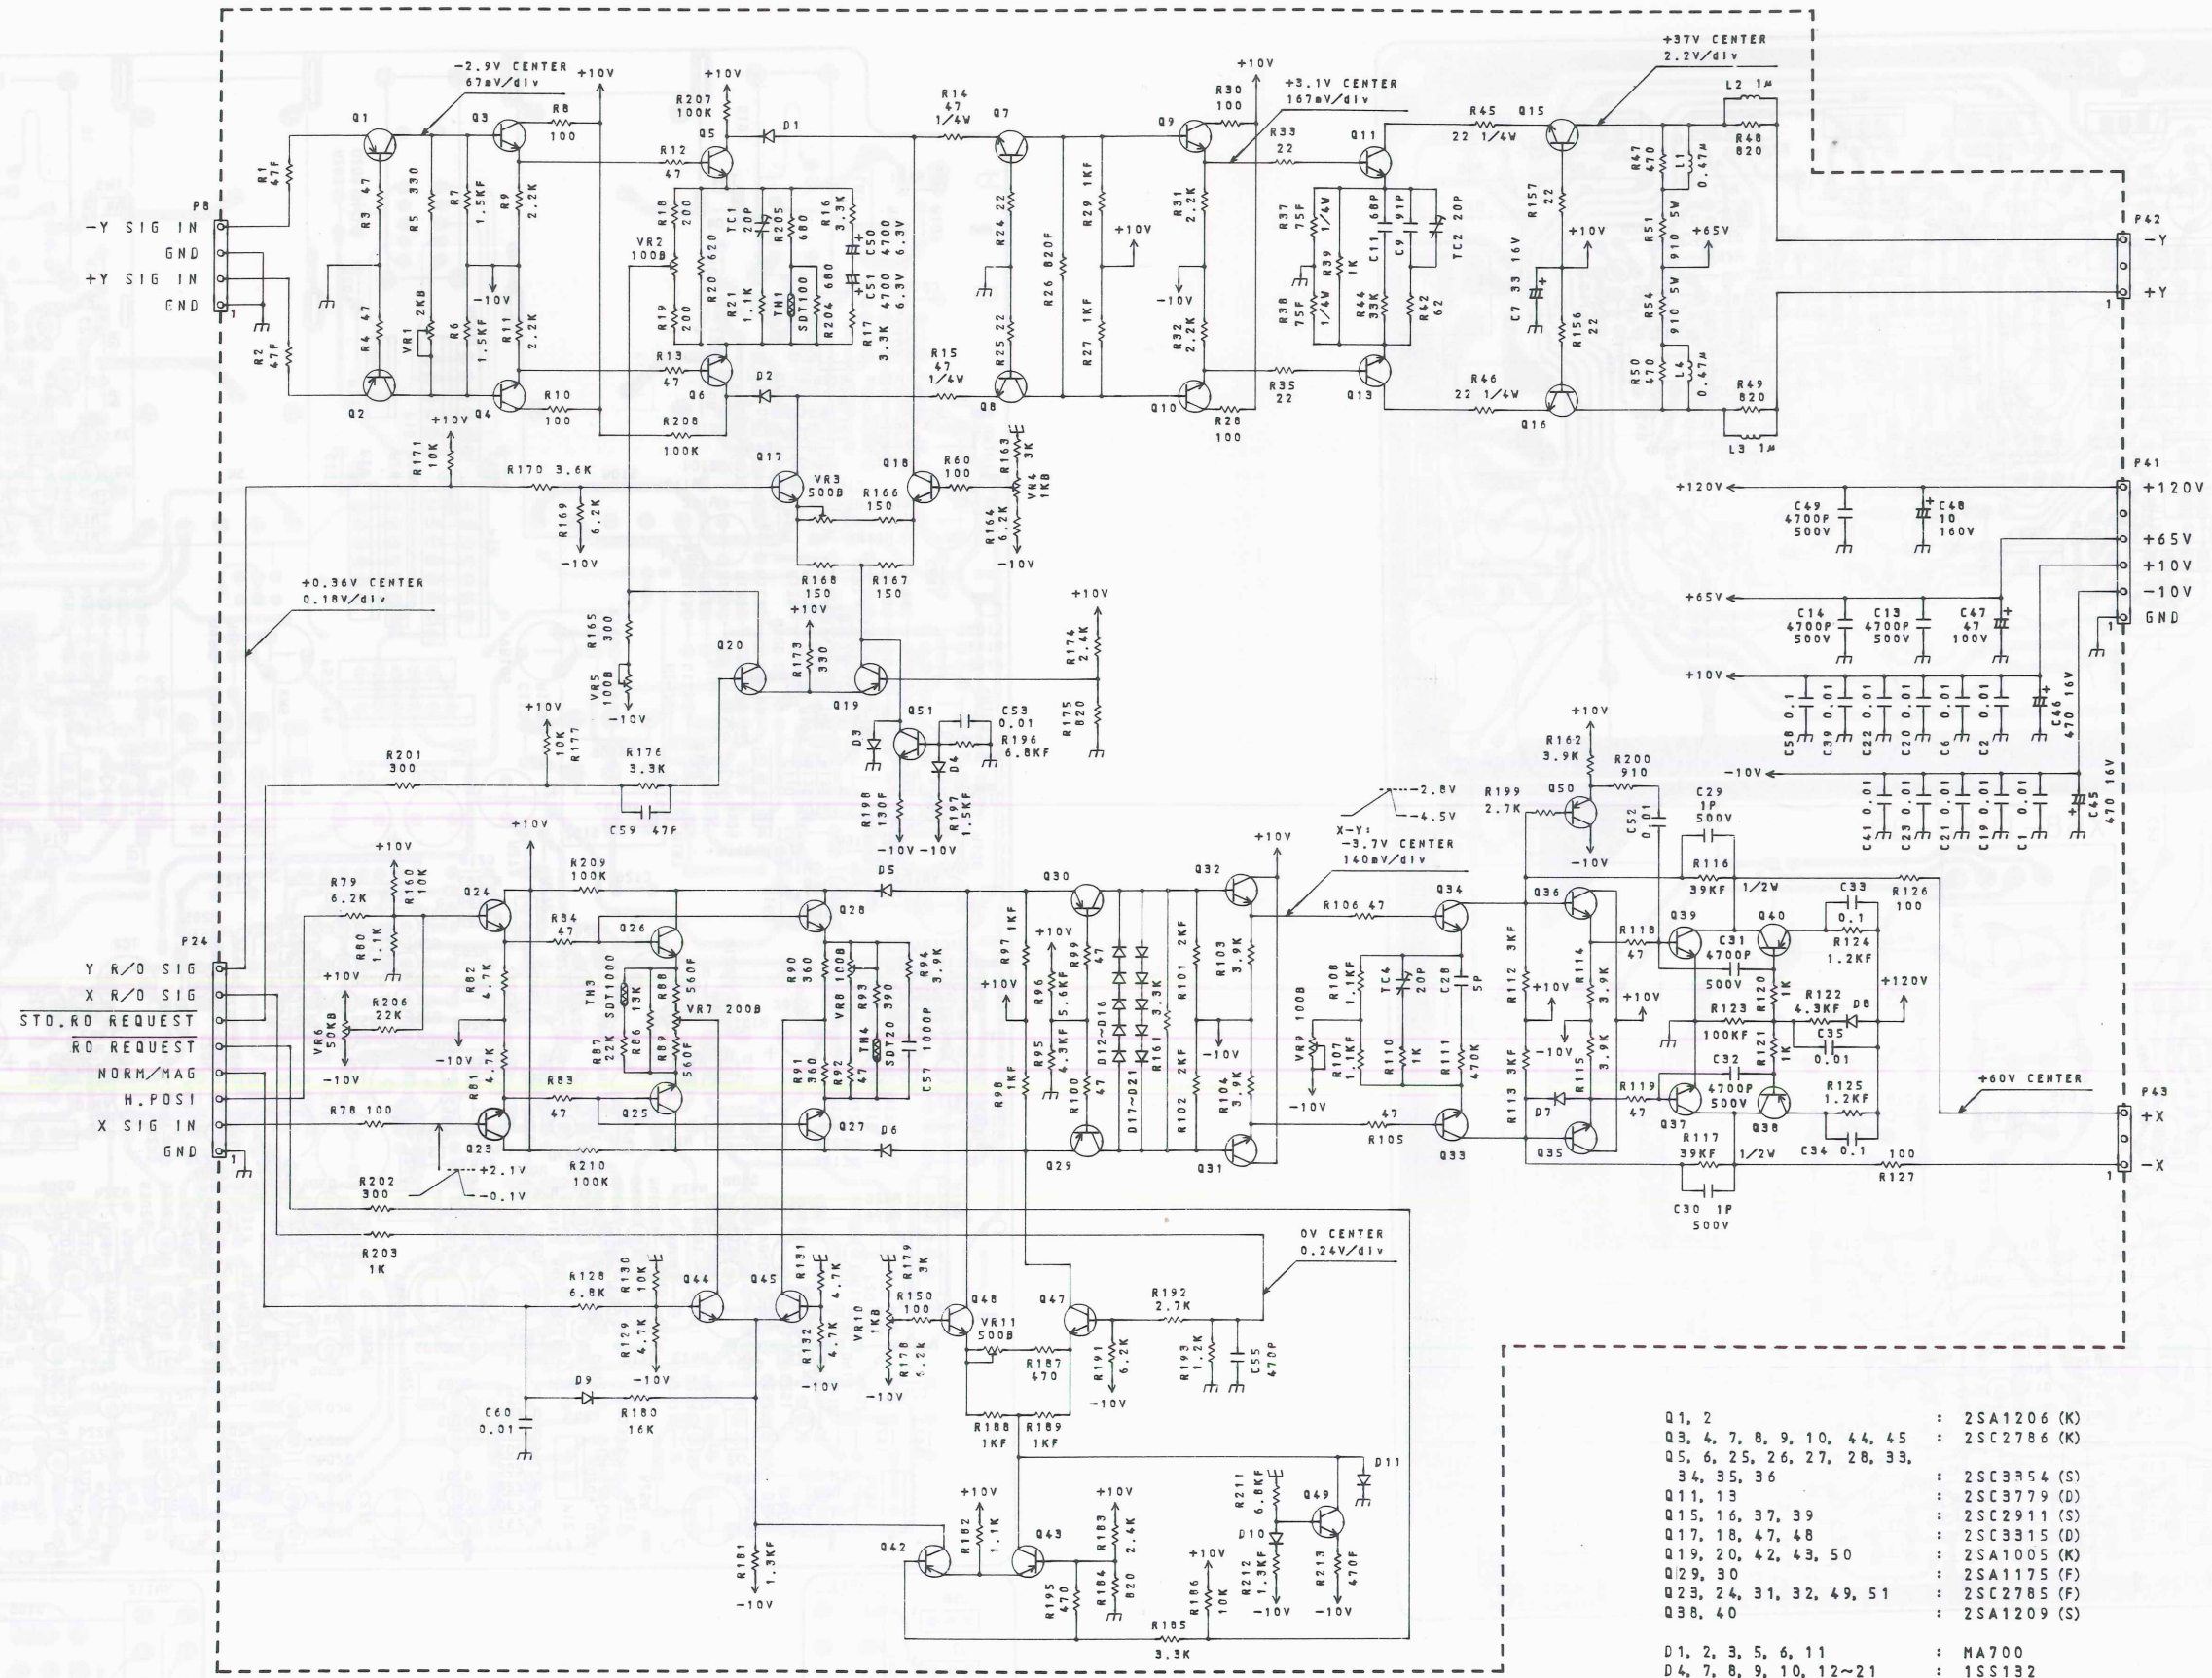 -2.9V CENTER
67mV/div
+10V
+10V
+10V
+3.1V CENTER
167mV/div
+37V CENTER
2.2V/div
P8
-Y SIG IN
GND
+Y SIG IN
GND
1
R1 47F
R2 47F
Q1
Q2
R3 47
R4 47
R5 330
VR1 2KB
R7 1.5KF
R6 1.5KF
-10V
Q3
Q4
R8
100
R9 2.2K
R11 2.2K
R10
100
R12
47
R13
47
R207
100K
Q5
Q6
D1
D2
R208
100K
VR2
100B
R18 200
R19 200
R20 620
TC1 20P
R21 1.1K
R205 680
TH1 SDT100
R204 680
R16 3.3K
C50 4700 6.3V
C51 4700 6.3V
R17 3.3K
R14
47
1/4W
R15
47
1/4W
Q7
Q8
R24 22
R25 22
R26 820F
R29 1KF
R27 1KF
+10V
Q9
Q10
R30
100
R28
100
R31 2.2K
R32 2.2K
-10V
R33
22
R35
22
Q11
Q13
R37 75F 1/4W
R38 75F 1/4W
R39 1K
C11 68P
R44 33K
C9 91P
R42 62
TC2 20P
R45
22 1/4W
R46
22 1/4W
Q15
Q16
R157 22
R156 22
+10V
C7 33 16V
R47 470
L1 0.47μ
R51 910 5W
+65V
R54 910 5W
R50 470
L4 0.47μ
L2 1μ
R48
820
R49
820
L3 1μ
P42
-Y
+Y
1
R171 10K
+10V
R170 3.6K
R169 6.2K
-10V
Q17
Q18
VR3
500B
R166
150
R168
150
R167
150
R60
100
R163 3K
VR4 1KB
R164 6.2K
-10V
+0.36V CENTER
0.18V/div
R165 300
VR5 100B
-10V
Q20
Q19
+10V
R173 330
+10V
R174 2.4K
R175 820
D3
Q51
C53
0.01
R196
6.8KF
D4
R198 130F
R197 1.5KF
-10V -10V
R201
300
+10V
10K R177
R176
3.3K
C59 47P
P41
+120V
+65V
+10V
-10V
GND
1
+120V
C49
4700P
500V
C48
10
160V
+65V
C14
4700P
500V
C13
4700P
500V
C47
47
100V
+10V
C58 0.1
C39 0.01
C22 0.01
C20 0.01
C6 0.01
C2 0.01
C46 470 16V
-10V
C41 0.01
C23 0.01
C21 0.01
C19 0.01
C1 0.01
C45 470 16V
P24
Y R/O SIG
X R/O SIG
STO.RO REQUEST
RO REQUEST
NORM/MAG
H.POSI
X SIG IN
GND
1
R79
6.2K
R160 10K
+10V
R80 1.1K
+10V
VR6 50KB
-10V
R206
22K
R78 100
+2.1V
-0.1V
Q24
Q23
R82 4.7K
R81 4.7K
-10V
+10V
R209
100K
R210
100K
R84
47
R83
47
Q26
Q25
TH3 SDT1000
R87 22K
R86 13K
R88 560F
R89 560F
VR7 200B
Q28
Q27
R90 360
R91 360
VR8 100B
R92 47
R93 390
TH4 SDT20
R94 3.9K
C57 1000P
D5
D6
R97 1KF
R98 1KF
+10V
+10V
R96 5.6KF
R95 4.3KF
Q30
Q29
R99 47
R100 47
D12~D16
D17~D21
R161 3.3K
R101 2KF
R102 2KF
-10V
Q32
Q31
R103 3.9K
R104 3.9K
+10V
X-Y:
-3.7V CENTER
140mV/div
-2.8V
-4.5V
R106 47
47
R105
Q34
Q33
VR9 100B
-10V
R108 1.1KF
R107 1.1KF
TC4 20P
R110 1K
C28 5P
R111 470K
R112 3KF
R113 3KF
+10V
R199
2.7K
Q50
R162
3.9K
+10V
-10V
R200
910
C52 0.01
Q36
Q35
D7
R114 3.9K
R115 3.9K
-10V
+10V
R118
47
R119
47
C29
1P
500V
R116
39KF
1/2W
Q39
Q37
C31
4700P
500V
C32
4700P
500V
R123
100KF
Q40
Q38
R120 1K
R121 1K
R122
4.3KF
D8
C35
0.01
C33
0.1
R124
1.2KF
R125
1.2KF
C34 0.1
+120V
R126
100
R117
39KF
1/2W
C30 1P
500V
100
R127
+60V CENTER
P43
+X
-X
1
R202
300
R203
1K
R128
6.8K
R130 10K
R129 4.7K
-10V
Q44
Q45
R131 4.7K
R132 4.7K
-10V
R179 3K
VR10 1KB
R178 6.2K
-10V
R150
100
Q48
Q47
VR11
500B
R187
470
R188
1KF
R189
1KF
R192
2.7K
R191 6.2K
-10V
R193 1.2K
C55 470P
0V CENTER
0.24V/div
C60
0.01
D9
R180
16K
R181 1.3KF
-10V
Q42
Q43
+10V
R182 1.1K
+10V
R183 2.4K
R184 820
R195 470
R185
3.3K
+10V
R186 10K
R211 6.8KF
D10
R212 1.3KF
-10V
Q49
R213 470F
-10V
D11
Q1, 2 : 2SA1206 (K)
Q3, 4, 7, 8, 9, 10, 44, 45 : 2SC2786 (K)
Q5, 6, 25, 26, 27, 28, 33,
34, 35, 36 : 2SC3354 (S)
Q11, 13 : 2SC3779 (D)
Q15, 16, 37, 39 : 2SC2911 (S)
Q17, 18, 47, 48 : 2SC3315 (D)
Q19, 20, 42, 43, 50 : 2SA1005 (K)
Q29, 30 : 2SA1175 (F)
Q23, 24, 31, 32, 49, 51 : 2SC2785 (F)
Q38, 40 : 2SA1209 (S)
D1, 2, 3, 5, 6, 11 : MA700
D4, 7, 8, 9, 10, 12~21 : 1SS132